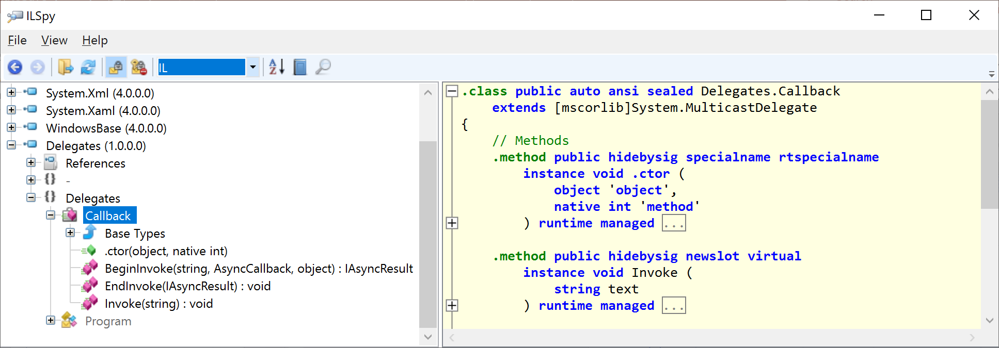 ILSpy
File View Help
IL
System.Xml (4.0.0.0)
System.Xaml (4.0.0.0)
WindowsBase (4.0.0.0)
Delegates (1.0.0.0)
References
-
Delegates
Callback
Base Types
.ctor(object, native int)
BeginInvoke(string, AsyncCallback, object) : IAsyncResult
EndInvoke(IAsyncResult) : void
Invoke(string) : void
Program
.class public auto ansi sealed Delegates.Callback
extends [mscorlib]System.MulticastDelegate
{
// Methods
.method public hidebysig specialname rtspecialname
instance void .ctor (
object 'object',
native int 'method'
) runtime managed ...
.method public hidebysig newslot virtual
instance void Invoke (
string text
) runtime managed ...